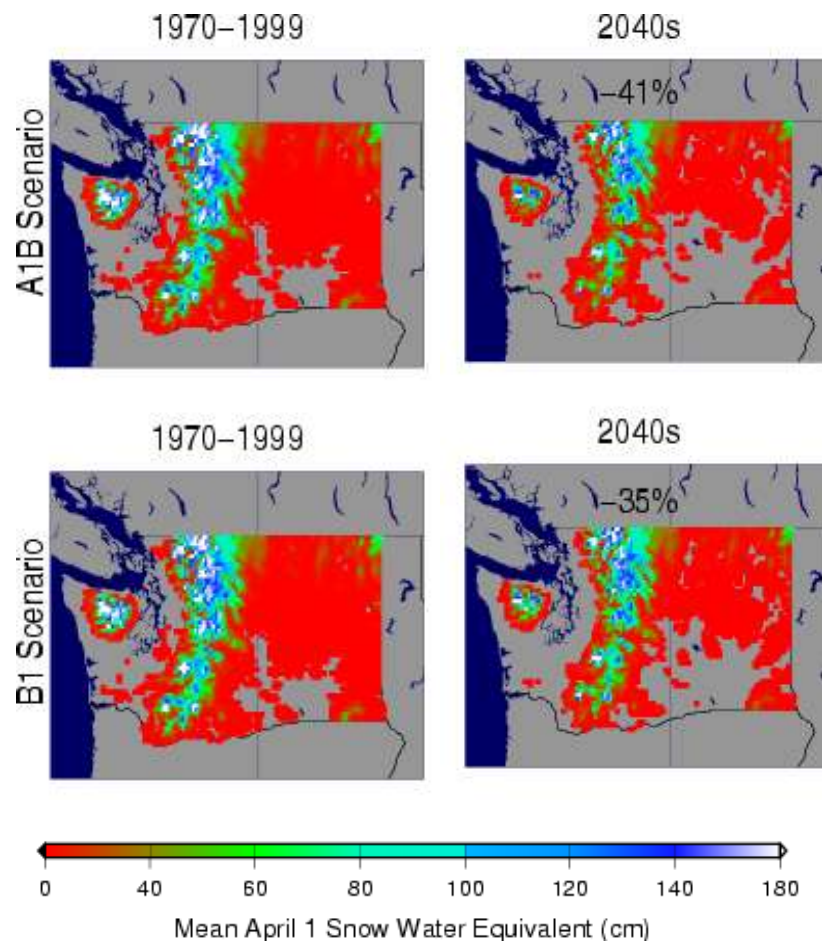 1970-1999
2040s
A1B Scenario
-41%
1970-1999
2040s
B1 Scenario
-35%
0 40 60 80 100 120 140 180
Mean April 1 Snow Water Equivalent (cm)